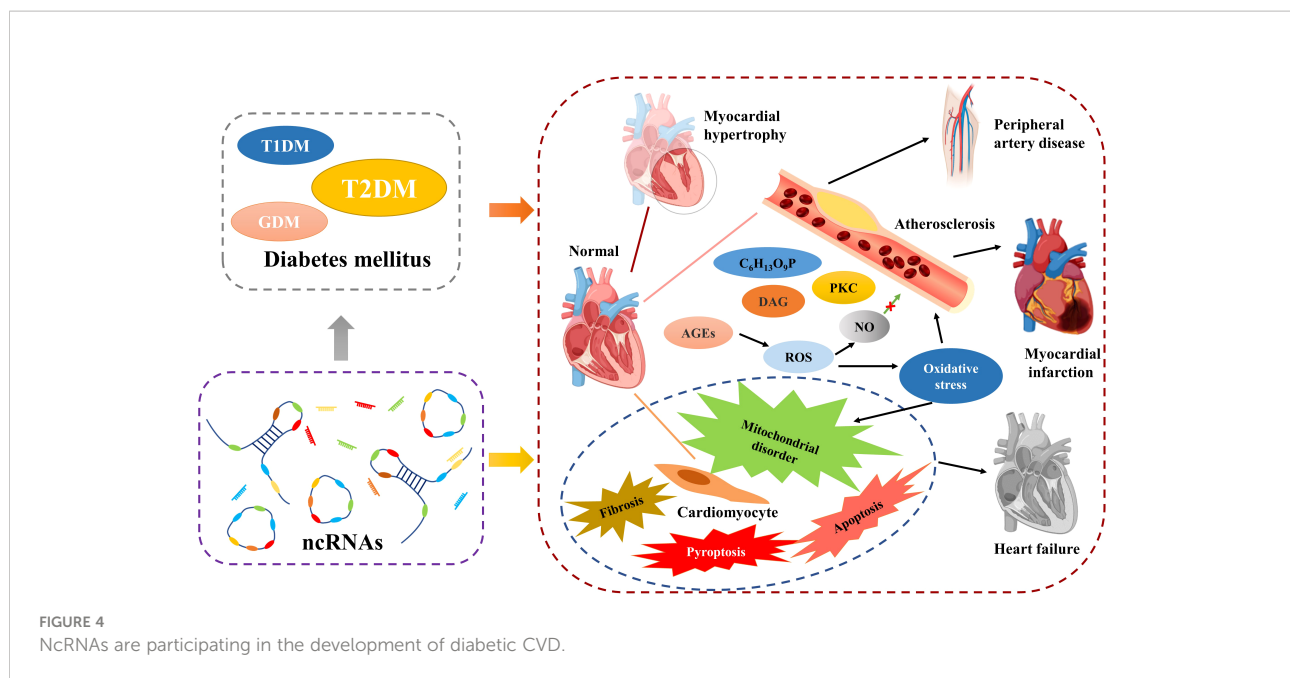 T1DM
T2DM
GDM
Diabetes mellitus
ncRNAs
Myocardial
hypertrophy
Peripheral
artery disease
Normal
Atherosclerosis
C₆H₁₃O₉P
PKC
DAG
NO
AGEs
ROS
Oxidative
stress
Myocardial
infarction
Mitochondrial
disorder
Fibrosis
Cardiomyocyte
Apoptosis
Pyroptosis
Heart failure
FIGURE 4
NcRNAs are participating in the development of diabetic CVD.